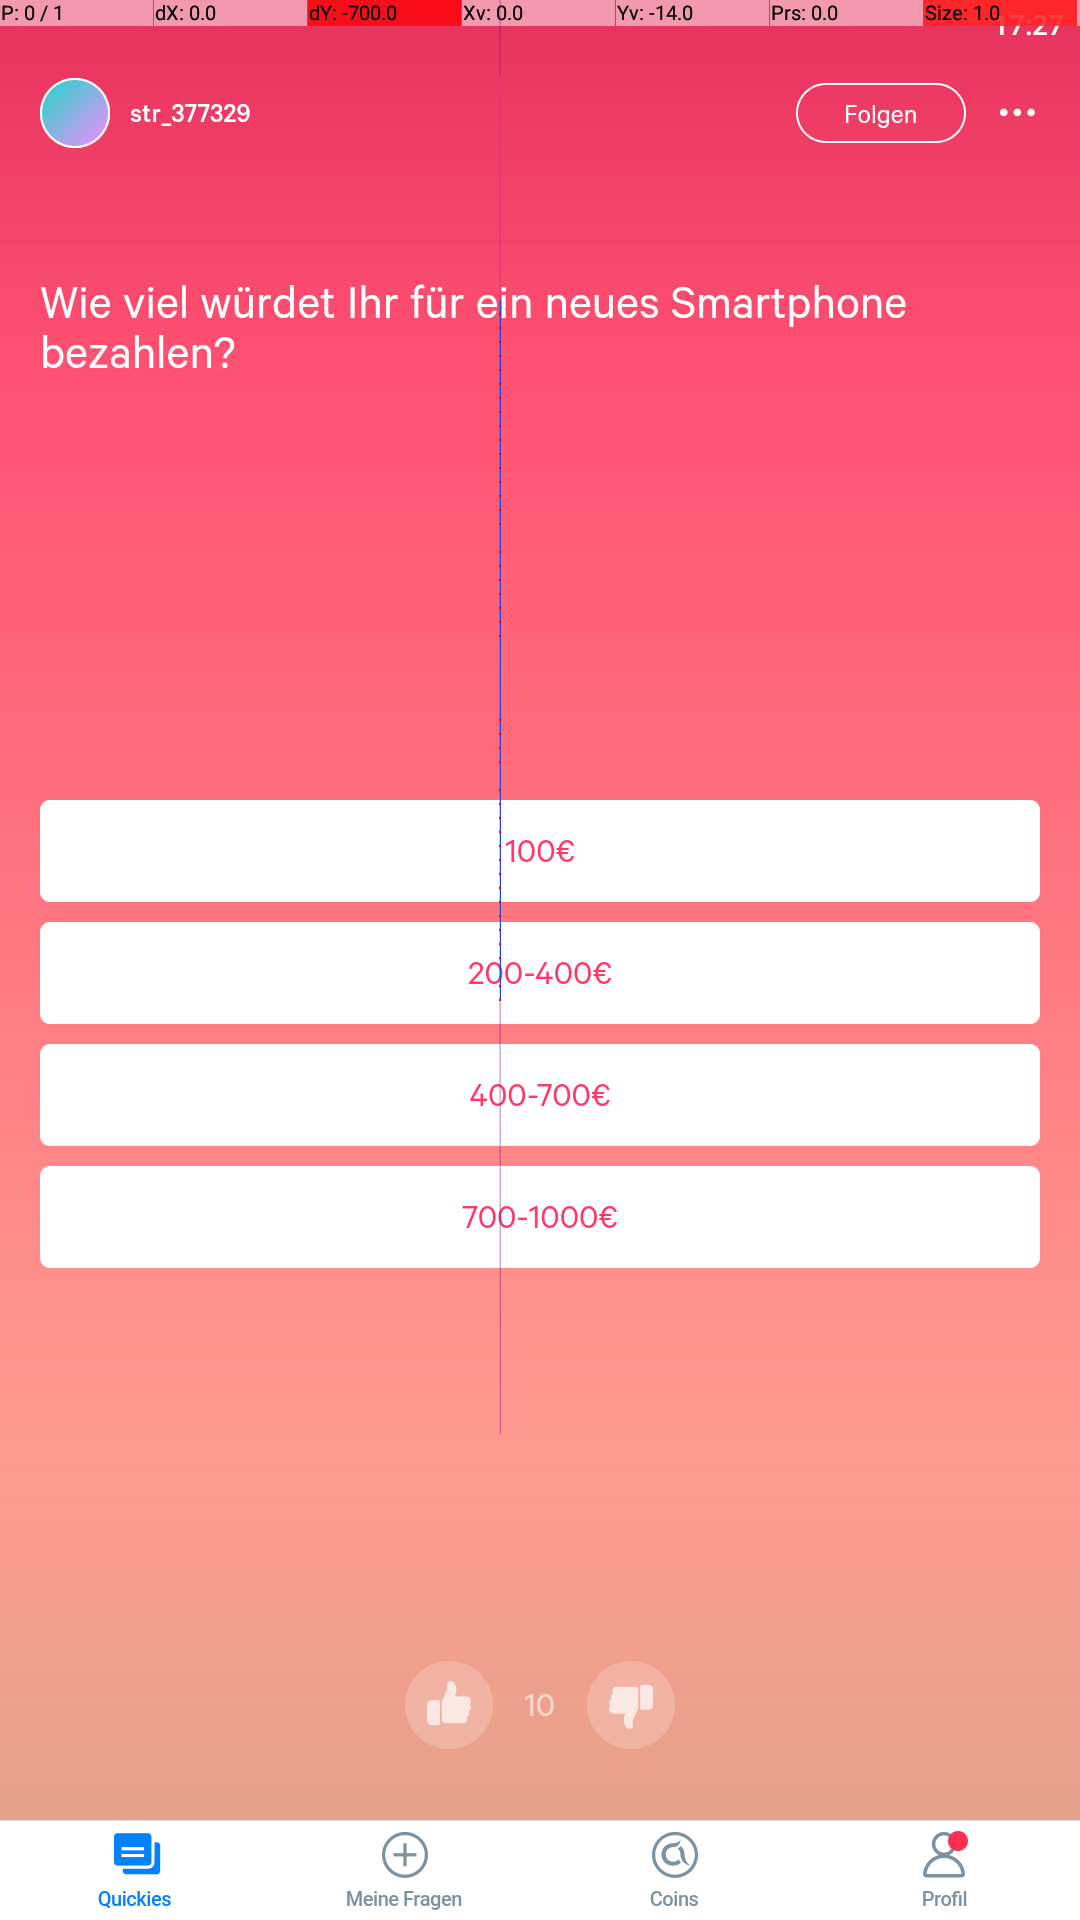 P: 0 / 1 dX: 0.0 dY: -700.0 Xv: 0.0 Yv: -14.0 Prs: 0.0 Size: 1.0
17:27
str_377329 Folgen
Wie viel würdet Ihr für ein neues Smartphone
bezahlen?
100€
200-400€
400-700€
700-1000€
10
Quickies Meine Fragen Coins Profil